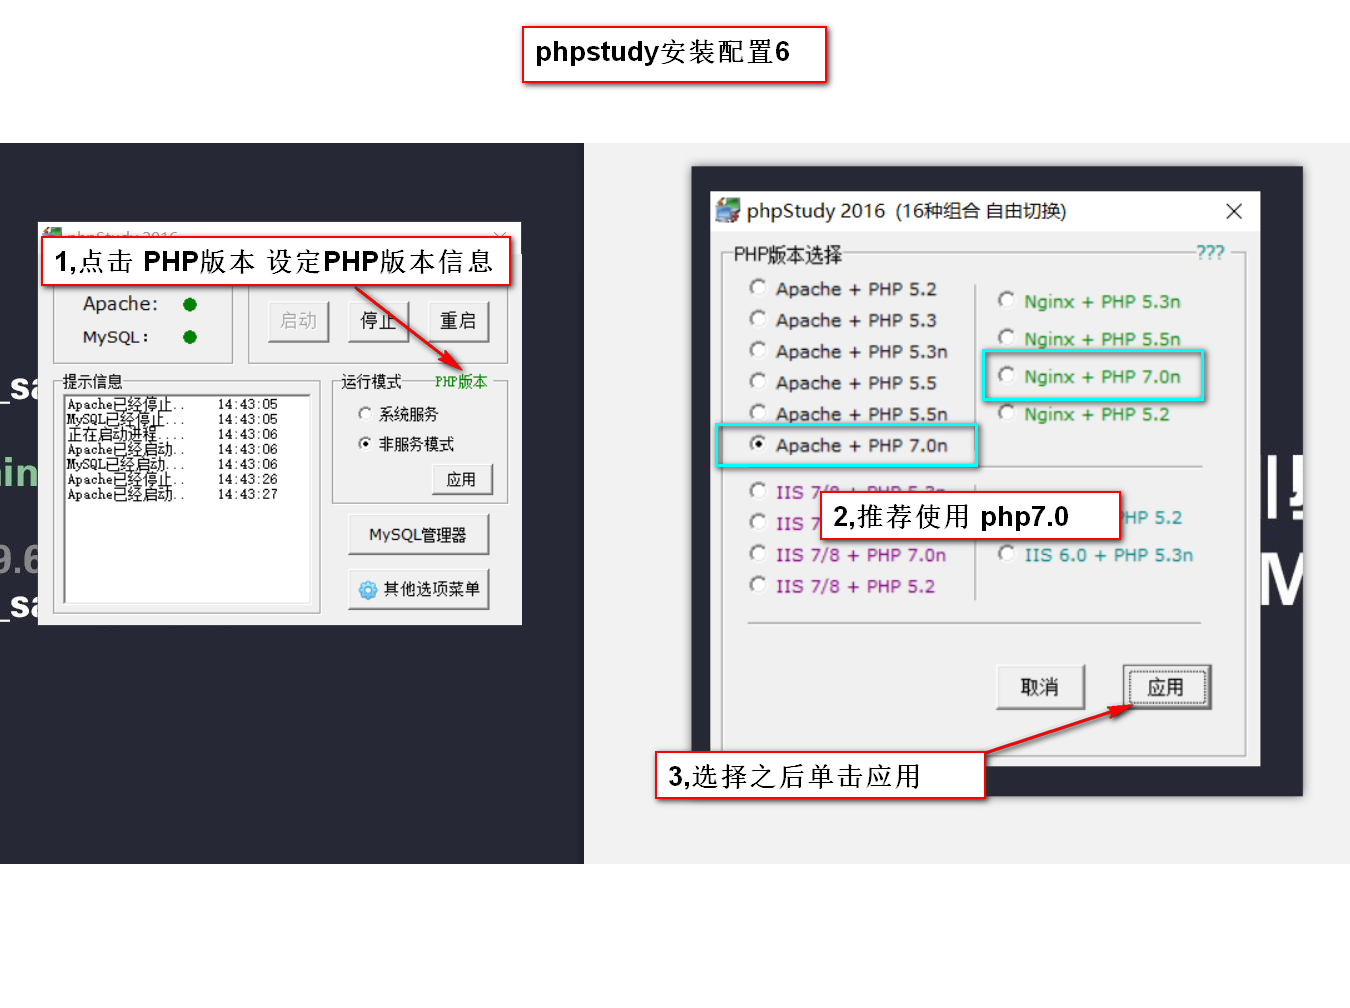 phpstudy安装配置6
1,点击 PHP版本 设定PHP版本信息
Apache:
MySQL:
启动
停止
重启
提示信息
Apache已经停止.. 14:43:05
MySQL已经停止... 14:43:05
正在启动进程.... 14:43:06
Apache已经启动.. 14:43:06
MySQL已经启动... 14:43:06
Apache已经停止.. 14:43:26
Apache已经启动.. 14:43:27
运行模式
PHP版本
系统服务
非服务模式
应用
MySQL管理器
其他选项菜单
phpStudy 2016 (16种组合 自由切换)
PHP版本选择
???
Apache + PHP 5.2
Apache + PHP 5.3
Apache + PHP 5.3n
Apache + PHP 5.5
Apache + PHP 5.5n
Apache + PHP 7.0n
Nginx + PHP 5.3n
Nginx + PHP 5.5n
Nginx + PHP 7.0n
Nginx + PHP 5.2
IIS 7/8 + PHP 5.3n
IIS 7
IIS 7/8 + PHP 7.0n
IIS 7/8 + PHP 5.2
PHP 5.2
IIS 6.0 + PHP 5.3n
2,推荐使用 php7.0
取消
应用
3,选择之后单击应用
_sa
in
9.6
_sa
M